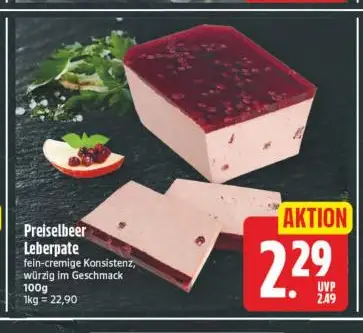 Preiselbeer
Leberpate
fein-cremige Konsistenz,
würzig im Geschmack
100g
1kg = 22,90
AKTION
2.29
UVP
2.49